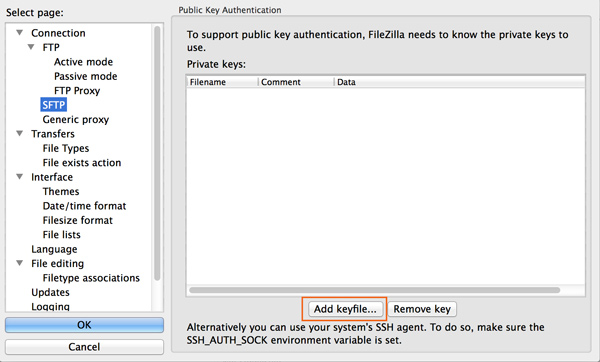 Select page:
Connection
FTP
Active mode
Passive mode
FTP Proxy
SFTP
Generic proxy
Transfers
File Types
File exists action
Interface
Themes
Date/time format
Filesize format
File lists
Language
File editing
Filetype associations
Updates
Logging
OK
Cancel
Public Key Authentication
To support public key authentication, FileZilla needs to know the private keys to
use.
Private keys:
Filename Comment Data
Add keyfile... Remove key
Alternatively you can use your system's SSH agent. To do so, make sure the
SSH_AUTH_SOCK environment variable is set.